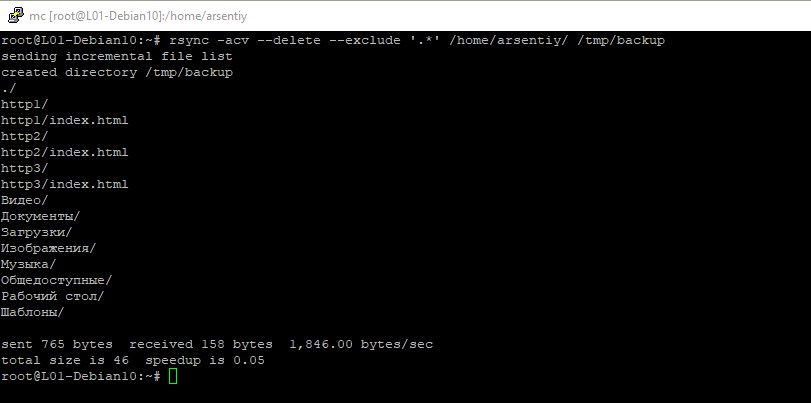 mc [root@L01-Debian10]:/home/arsentiy
root@L01-Debian10:~# rsync -acv --delete --exclude '.*' /home/arsentiy/ /tmp/backup
sending incremental file list
created directory /tmp/backup
./
http1/
http1/index.html
http2/
http2/index.html
http3/
http3/index.html
Видео/
Документы/
Загрузки/
Изображения/
Музыка/
Общедоступные/
Рабочий стол/
Шаблоны/
sent 765 bytes  received 158 bytes  1,846.00 bytes/sec
total size is 46  speedup is 0.05
root@L01-Debian10:~#